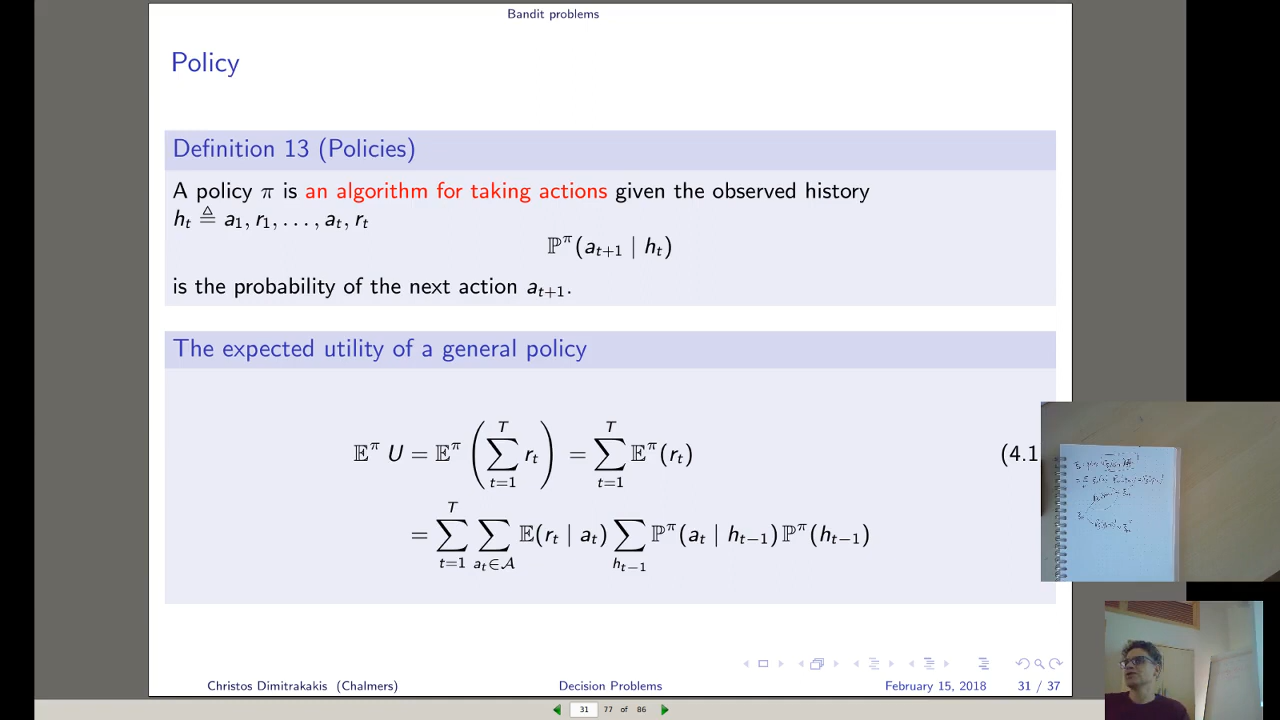 Bandit problems
Policy
Definition 13 (Policies)
A policy π is an algorithm for taking actions given the observed history
h_t ≜ a_1, r_1, . . . , a_t, r_t
ℙ^π(a_{t+1} | h_t)
is the probability of the next action a_{t+1}.
The expected utility of a general policy
𝔼^π U = 𝔼^π (∑_{t=1}^{T} r_t) = ∑_{t=1}^{T} 𝔼^π(r_t) (4.1
= ∑_{t=1}^{T} ∑_{a_t∈𝒜} 𝔼(r_t | a_t) ∑_{h_{t−1}} ℙ^π(a_t | h_{t−1}) ℙ^π(h_{t−1})
Christos Dimitrakakis (Chalmers) Decision Problems February 15, 2018 31 / 37
31 77 of 86